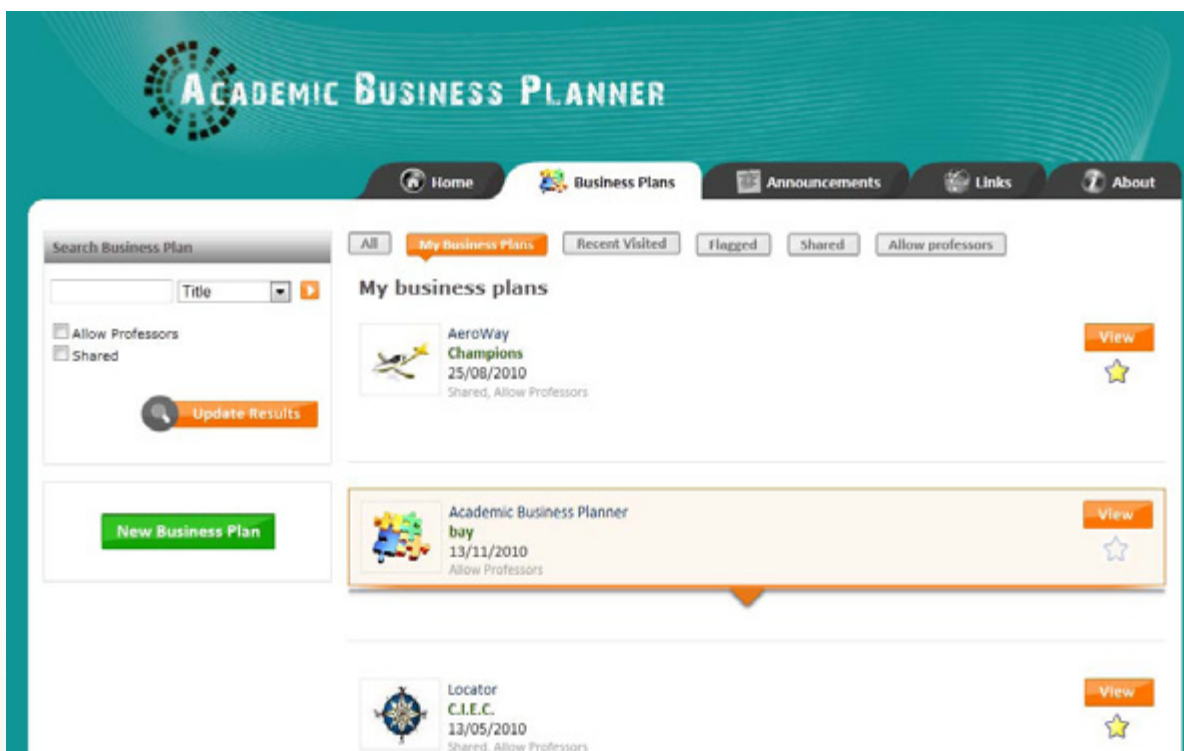 ACADEMIC BUSINESS PLANNER
Home Business Plans Announcements Links About
Search Business Plan
Title
Allow Professors
Shared
Update Results
New Business Plan
All My Business Plans Recent Visited Flagged Shared Allow professors
My business plans
AeroWay
Champions
25/08/2010
Shared, Allow Professors
View
Academic Business Planner
bay
13/11/2010
Allow Professors
View
Locator
C.I.E.C.
13/05/2010
Shared, Allow Professors
View